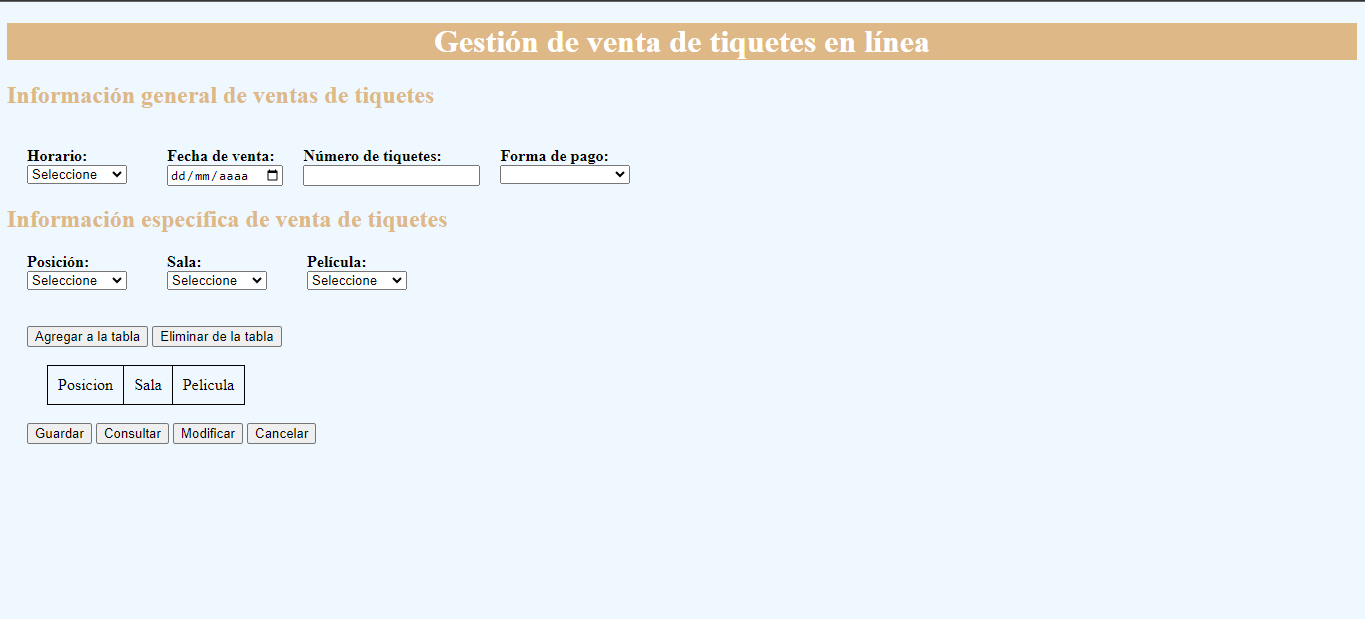 Gestión de venta de tiquetes en línea
Información general de ventas de tiquetes
Horario: Fecha de venta: Número de tiquetes: Forma de pago:
Seleccione dd/mm/aaaa
Información específica de venta de tiquetes
Posición: Sala: Película:
Seleccione Seleccione Seleccione
Agregar a la tabla Eliminar de la tabla
Posicion Sala Pelicula
Guardar Consultar Modificar Cancelar